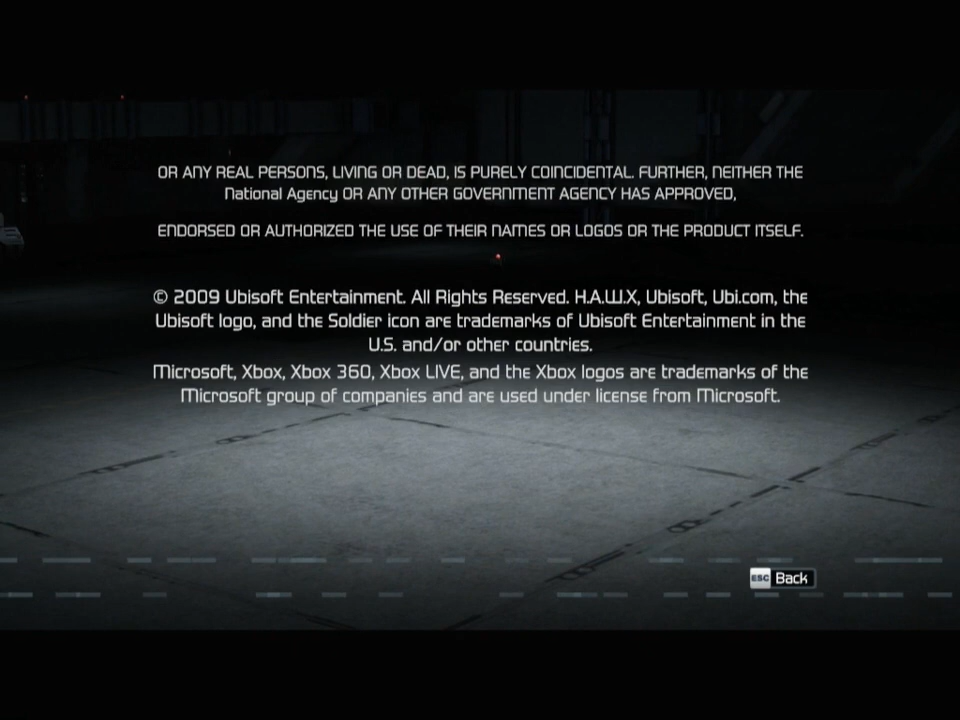 OR ANY REAL PERSONS, LIVING OR DEAD, IS PURELY COINCIDENTAL. FURTHER, NEITHER THE
National Agency OR ANY OTHER GOVERNMENT AGENCY HAS APPROVED,
ENDORSED OR AUTHORIZED THE USE OF THEIR NAMES OR LOGOS OR THE PRODUCT ITSELF.
© 2009 Ubisoft Entertainment. All Rights Reserved. H.A.W.X, Ubisoft, Ubi.com, the
Ubisoft logo, and the Soldier icon are trademarks of Ubisoft Entertainment in the
U.S. and/or other countries.
Microsoft, Xbox, Xbox 360, Xbox LIVE, and the Xbox logos are trademarks of the
Microsoft group of companies and are used under license from Microsoft.
ESC Back